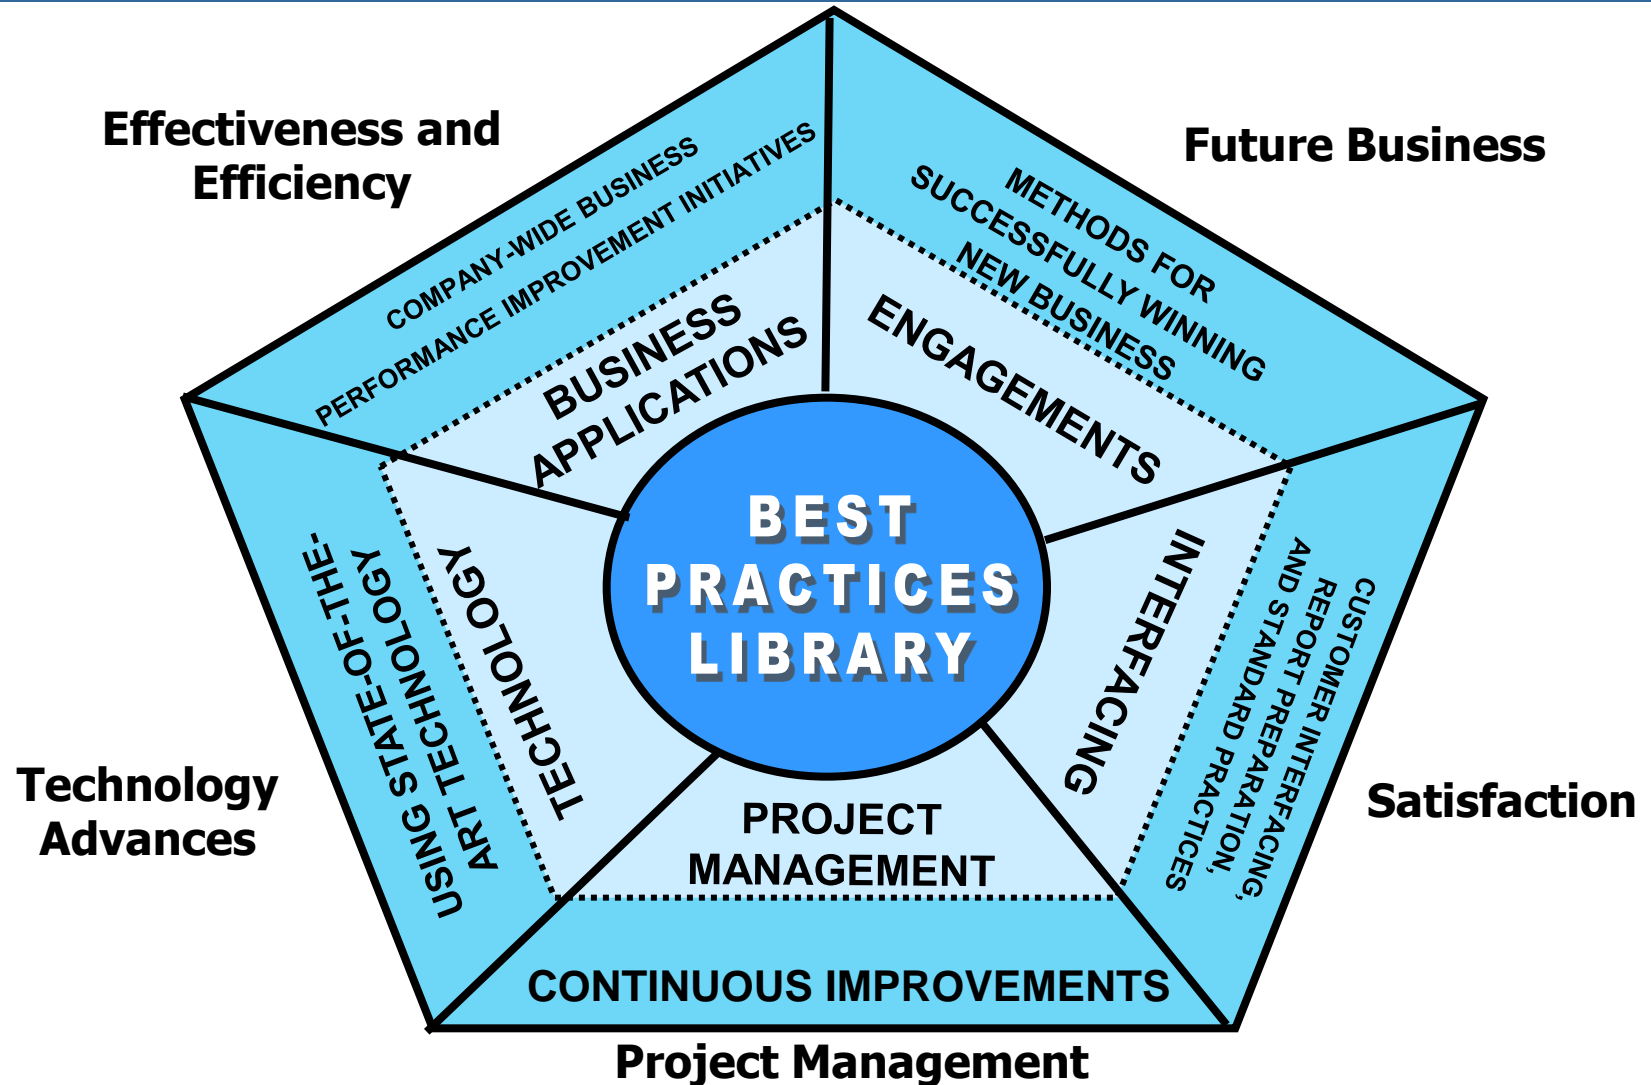 Effectiveness and
Efficiency
COMPANY-WIDE BUSINESS
PERFORMANCE IMPROVEMENT INITIATIVES
BUSINESS
APPLICATIONS
Future Business
METHODS FOR
SUCCESSFULLY WINNING
NEW BUSINESS
ENGAGEMENTS
BEST
PRACTICES
LIBRARY
Technology
Advances
USING STATE-OF-THE-
ART TECHNOLOGY
TECHNOLOGY
INTERFACING
CUSTOMER INTERFACING,
REPORT PREPARATION,
AND STANDARD PRACTICES
Satisfaction
PROJECT
MANAGEMENT
CONTINUOUS IMPROVEMENTS
Project Management